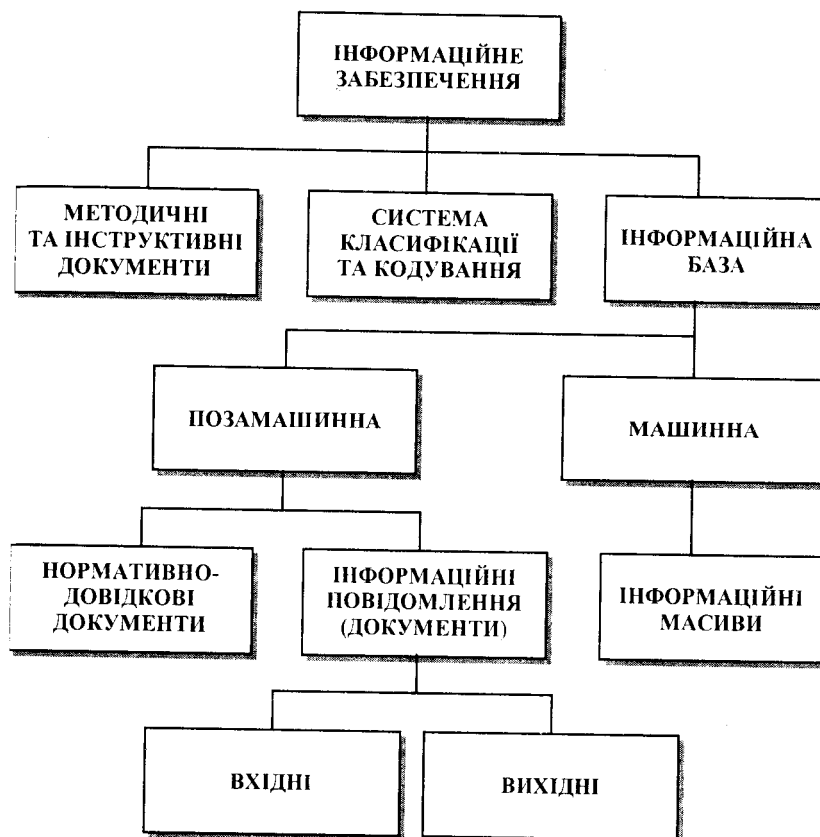 ІНФОРМАЦІЙНЕ
ЗАБЕЗПЕЧЕННЯ
МЕТОДИЧНІ
ТА ІНСТРУКТИВНІ
ДОКУМЕНТИ
СИСТЕМА
КЛАСИФІКАЦІЇ
ТА КОДУВАННЯ
ІНФОРМАЦІЙНА
БАЗА
ПОЗАМАШИННА
МАШИННА
НОРМАТИВНО-
ДОВІДКОВІ
ДОКУМЕНТИ
ІНФОРМАЦІЙНІ
ПОВІДОМЛЕННЯ
(ДОКУМЕНТИ)
ІНФОРМАЦІЙНІ
МАСИВИ
ВХІДНІ
ВИХІДНІ